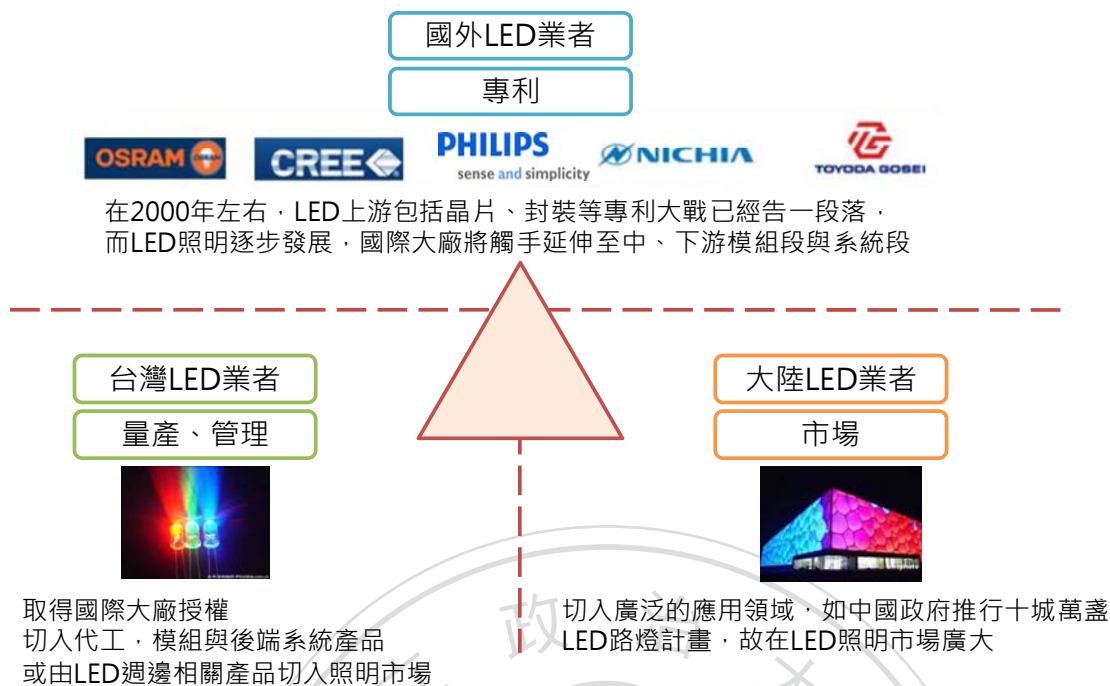 國外LED業者
專利
OSRAM OSRAM
CREE
PHILIPS
sense and simplicity
NICHIA
TOYODA GOSEI
在2000年左右，LED上游包括晶片、封裝等專利大戰已經告一段落，
而LED照明逐步發展，國際大廠將觸手延伸至中、下游模組段與系統段
台灣LED業者
量產、管理
大陸LED業者
市場
取得國際大廠授權
切入代工，模組與後端系統產品
或由LED週邊相關產品切入照明市場
切入廣泛的應用領域，如中國政府推行十城萬盞
LED路燈計畫，故在LED照明市場廣大
政 治